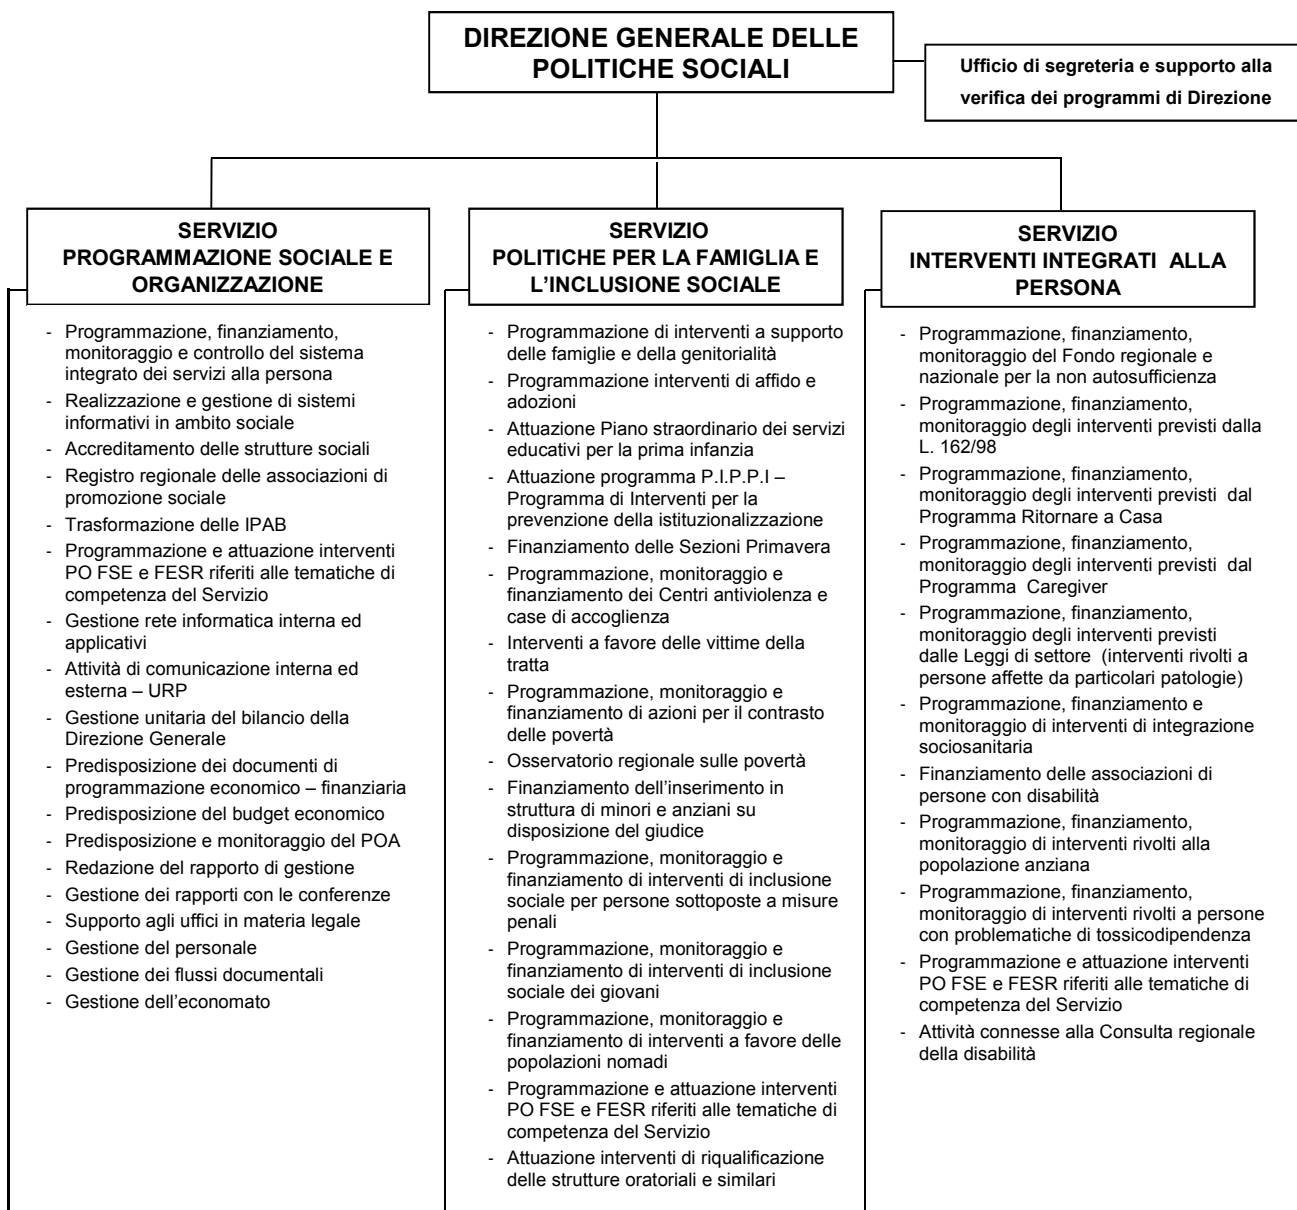 DIREZIONE GENERALE DELLE
POLITICHE SOCIALI
Ufficio di segreteria e supporto alla
verifica dei programmi di Direzione
SERVIZIO
PROGRAMMAZIONE SOCIALE E
ORGANIZZAZIONE
- Programmazione, finanziamento,
monitoraggio e controllo del sistema
integrato dei servizi alla persona
- Realizzazione e gestione di sistemi
informativi in ambito sociale
- Accreditamento delle strutture sociali
- Registro regionale delle associazioni di
promozione sociale
- Trasformazione delle IPAB
- Programmazione e attuazione interventi
PO FSE e FESR riferiti alle tematiche di
competenza del Servizio
- Gestione rete informatica interna ed
applicativi
- Attività di comunicazione interna ed
esterna – URP
- Gestione unitaria del bilancio della
Direzione Generale
- Predisposizione dei documenti di
programmazione economico – finanziaria
- Predisposizione del budget economico
- Predisposizione e monitoraggio del POA
- Redazione del rapporto di gestione
- Gestione dei rapporti con le conferenze
- Supporto agli uffici in materia legale
- Gestione del personale
- Gestione dei flussi documentali
- Gestione dell’economato
SERVIZIO
POLITICHE PER LA FAMIGLIA E
L’INCLUSIONE SOCIALE
- Programmazione di interventi a supporto
delle famiglie e della genitorialità
- Programmazione interventi di affido e
adozioni
- Attuazione Piano straordinario dei servizi
educativi per la prima infanzia
- Attuazione programma P.I.P.P.I –
Programma di Interventi per la
prevenzione della istituzionalizzazione
- Finanziamento delle Sezioni Primavera
- Programmazione, monitoraggio e
finanziamento dei Centri antiviolenza e
case di accoglienza
- Interventi a favore delle vittime della
tratta
- Programmazione, monitoraggio e
finanziamento di azioni per il contrasto
delle povertà
- Osservatorio regionale sulle povertà
- Finanziamento dell’inserimento in
struttura di minori e anziani su
disposizione del giudice
- Programmazione, monitoraggio e
finanziamento di interventi di inclusione
sociale per persone sottoposte a misure
penali
- Programmazione, monitoraggio e
finanziamento di interventi di inclusione
sociale dei giovani
- Programmazione, monitoraggio e
finanziamento di interventi a favore delle
popolazioni nomadi
- Programmazione e attuazione interventi
PO FSE e FESR riferiti alle tematiche di
competenza del Servizio
- Attuazione interventi di riqualificazione
delle strutture oratoriali e similari
SERVIZIO
INTERVENTI INTEGRATI ALLA
PERSONA
- Programmazione, finanziamento,
monitoraggio del Fondo regionale e
nazionale per la non autosufficienza
- Programmazione, finanziamento,
monitoraggio degli interventi previsti dalla
L. 162/98
- Programmazione, finanziamento,
monitoraggio degli interventi previsti dal
Programma Ritornare a Casa
- Programmazione, finanziamento,
monitoraggio degli interventi previsti dal
Programma Caregiver
- Programmazione, finanziamento,
monitoraggio degli interventi previsti
dalle Leggi di settore (interventi rivolti a
persone affette da particolari patologie)
- Programmazione, finanziamento e
monitoraggio di interventi di integrazione
sociosanitaria
- Finanziamento delle associazioni di
persone con disabilità
- Programmazione, finanziamento,
monitoraggio di interventi rivolti alla
popolazione anziana
- Programmazione, finanziamento,
monitoraggio di interventi rivolti a persone
con problematiche di tossicodipendenza
- Programmazione e attuazione interventi
PO FSE e FESR riferiti alle tematiche di
competenza del Servizio
- Attività connesse alla Consulta regionale
della disabilità